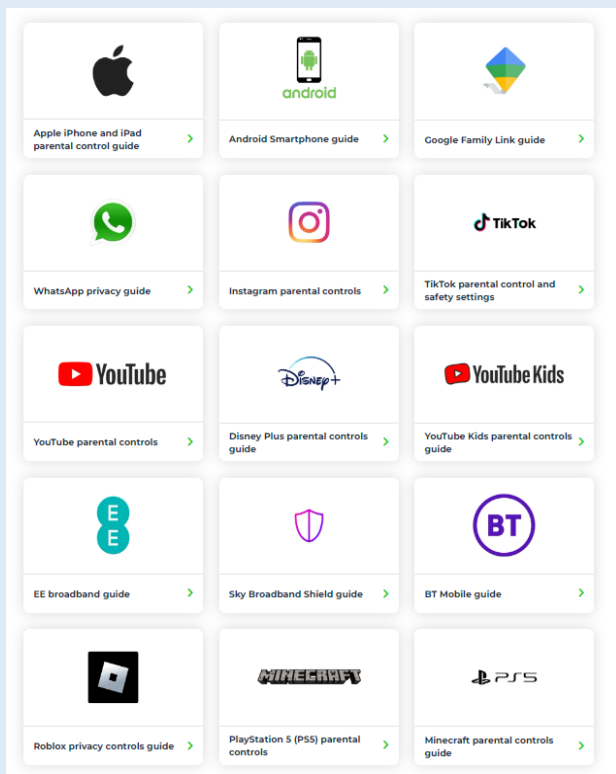 android
Apple iPhone and iPad
parental control guide
Android Smartphone guide
Google Family Link guide
TikTok
WhatsApp privacy guide
Instagram parental controls
TikTok parental control and
safety settings
YouTube
Disney+
YouTube Kids
YouTube parental controls
Disney Plus parental controls
guide
YouTube Kids parental controls
guide
E
E
BT
EE broadband guide
Sky Broadband Shield guide
BT Mobile guide
MINECRAFT
PS5
Roblox privacy controls guide
PlayStation 5 (PS5) parental
controls
Minecraft parental controls
guide